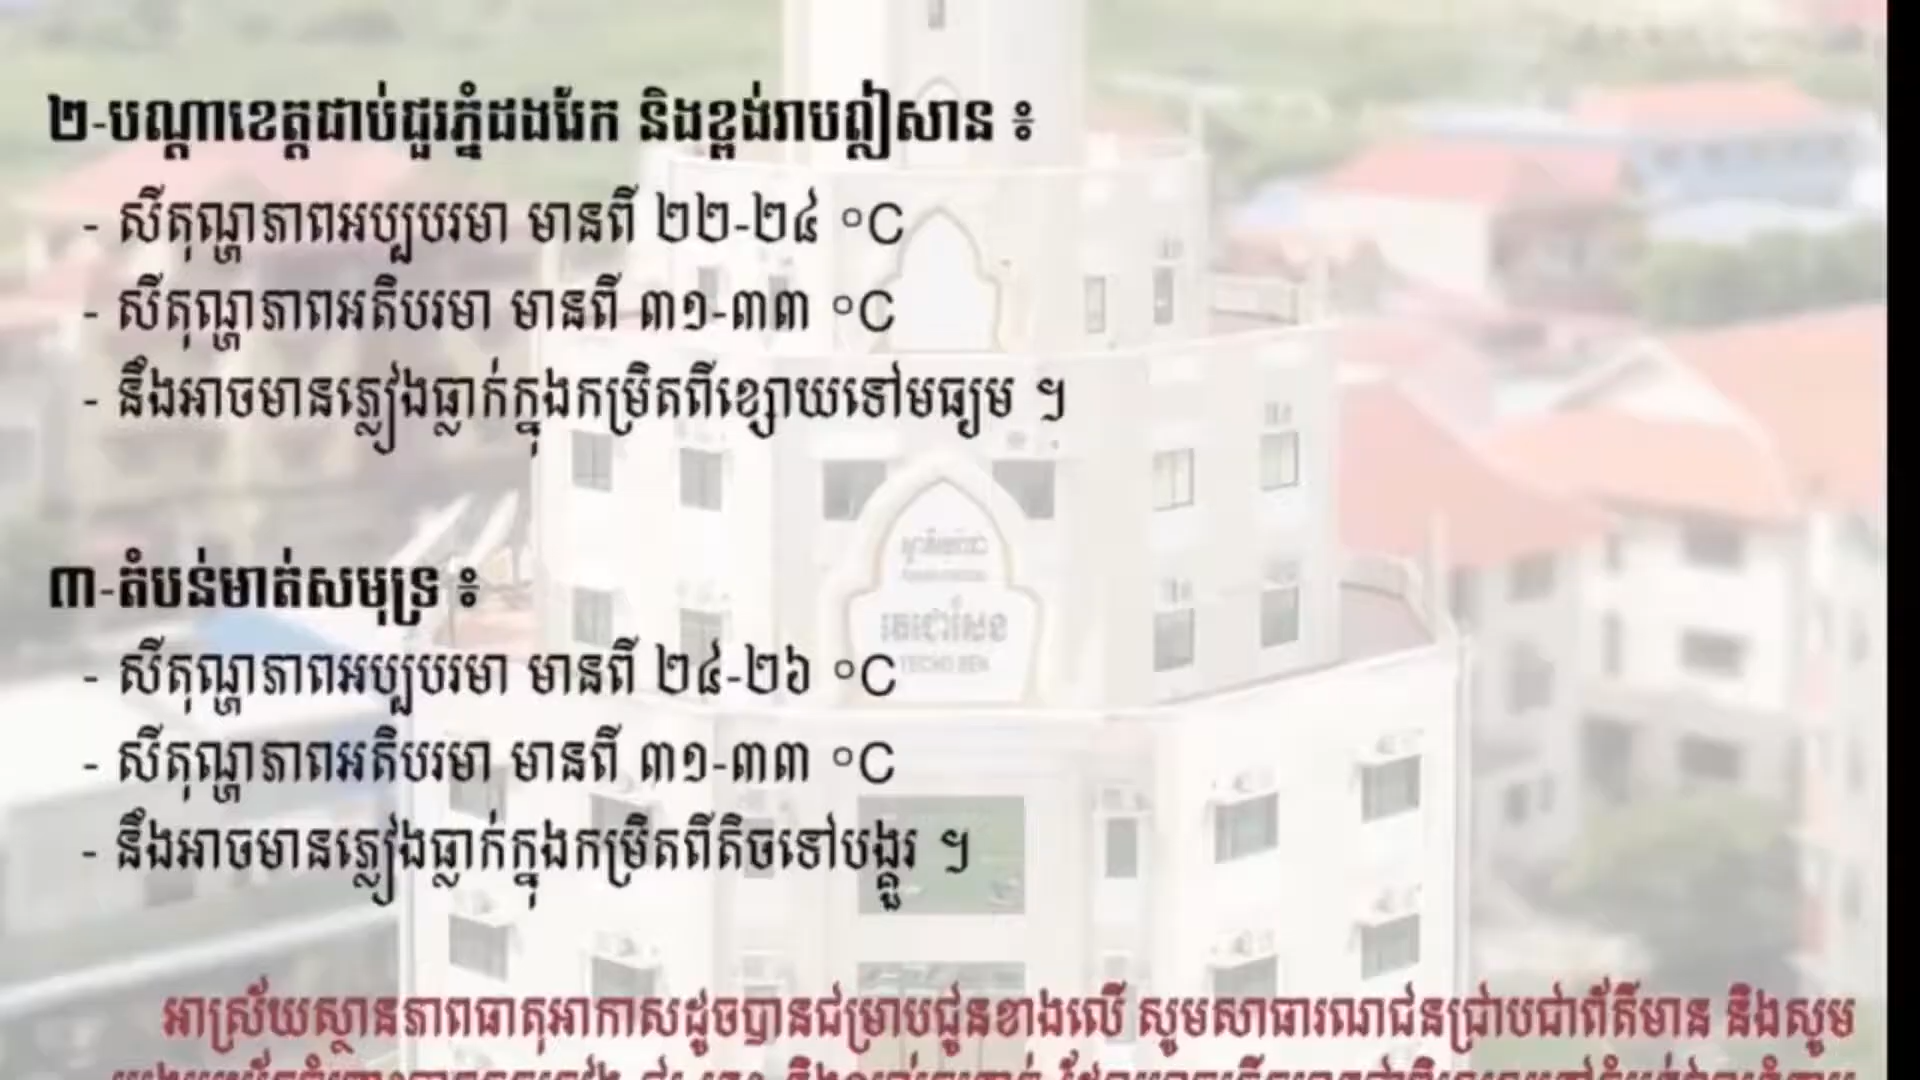 ២-បណ្តាខេត្តជាប់ជួរភ្នំដងរែក និងខ្ពង់រាបឦសាន ៖
- សីតុណ្ហភាពអប្បបរមា មានពី ២២-២៤ °C
- សីតុណ្ហភាពអតិបរមា មានពី ៣១-៣៣ °C
- នឹងអាចមានភ្លៀងធ្លាក់ក្នុងកម្រិតពីខ្សោយទៅមធ្យម ។
៣-តំបន់មាត់សមុទ្រ ៖
- សីតុណ្ហភាពអប្បបរមា មានពី ២៤-២៦ °C
- សីតុណ្ហភាពអតិបរមា មានពី ៣១-៣៣ °C
- នឹងអាចមានភ្លៀងធ្លាក់ក្នុងកម្រិតពីតិចទៅបង្គួរ ។
អាស្រ័យស្ថានភាពធាតុអាកាសដូចបានជម្រាបជូនខាងលើ សូមសាធារណជនជ្រាបជាព័ត៌មាន និងសូម